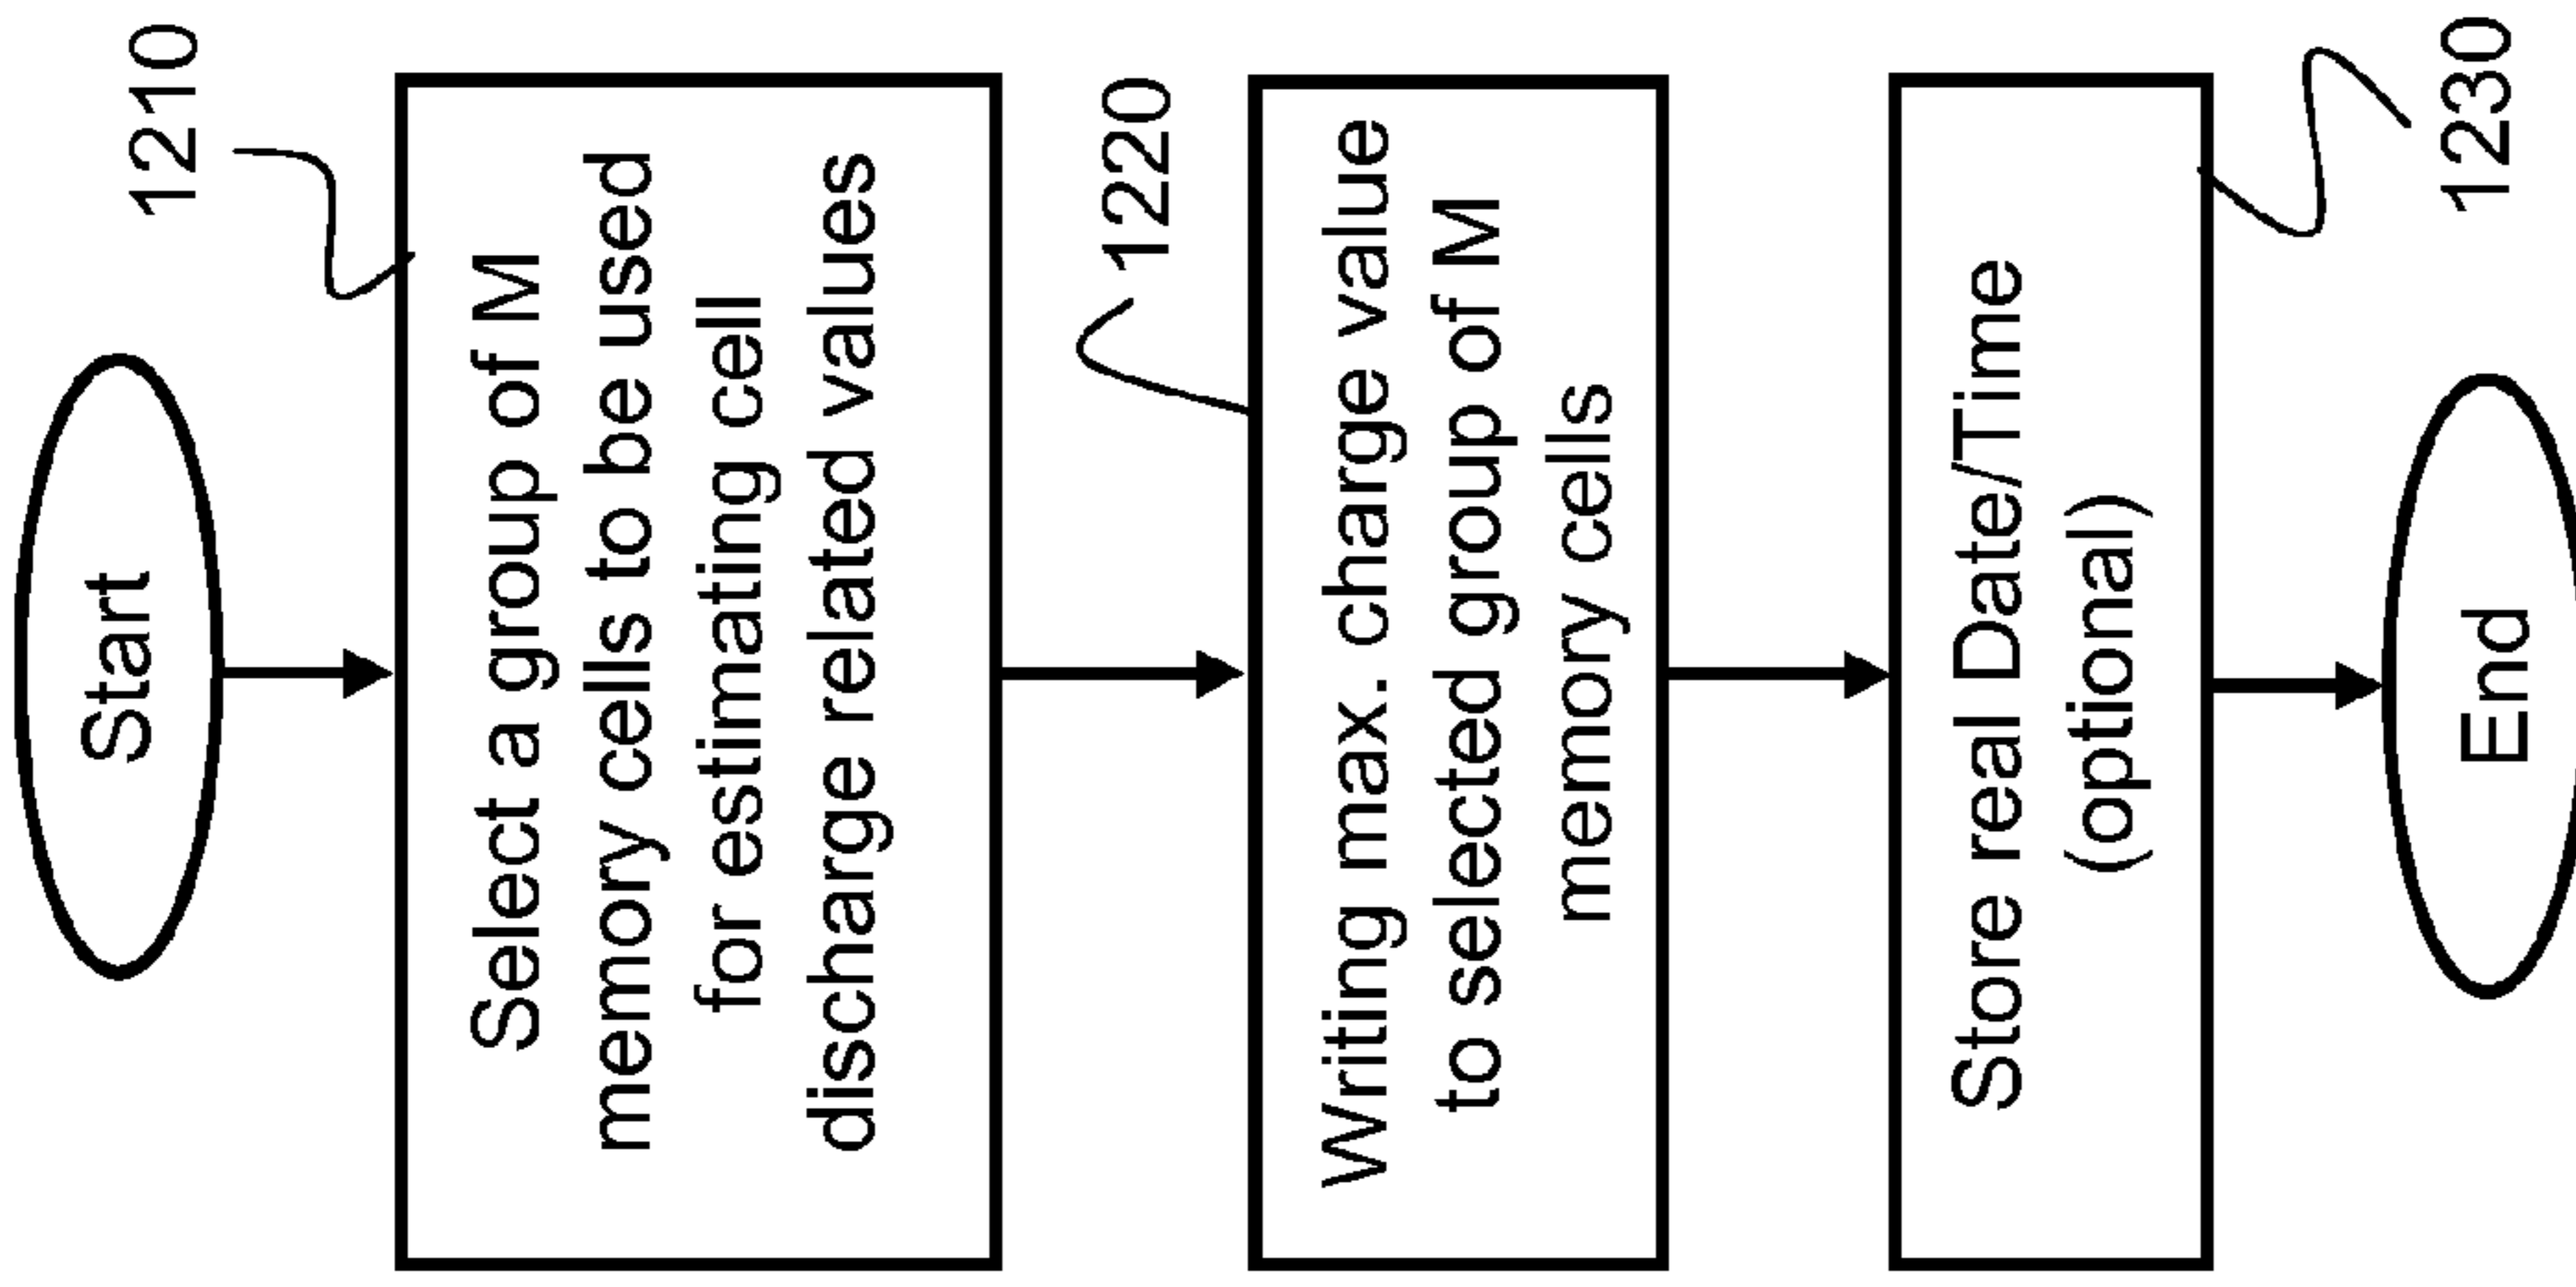 Start
1210
Select a group of M
memory cells to be used
for estimating cell
discharge related values
1220
Writing max. charge value
to selected group of M
memory cells
Store real Date/Time
(optional)
1230
End